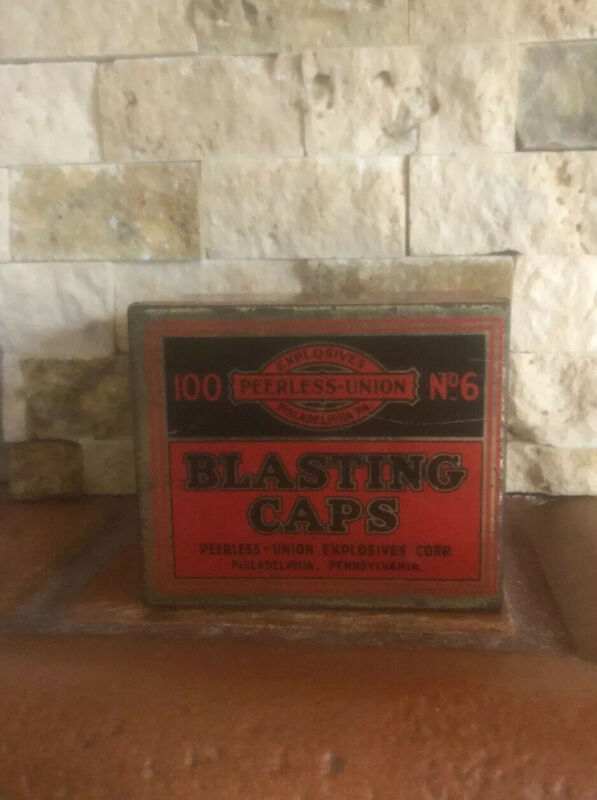 EXPLOSIVES
100 PEERLESS-UNION No6
PHILADELPHIA PA.
BLASTING
CAPS
PEERLESS-UNION EXPLOSIVES CORP.
PHILADELPHIA, PENNSYLVANIA